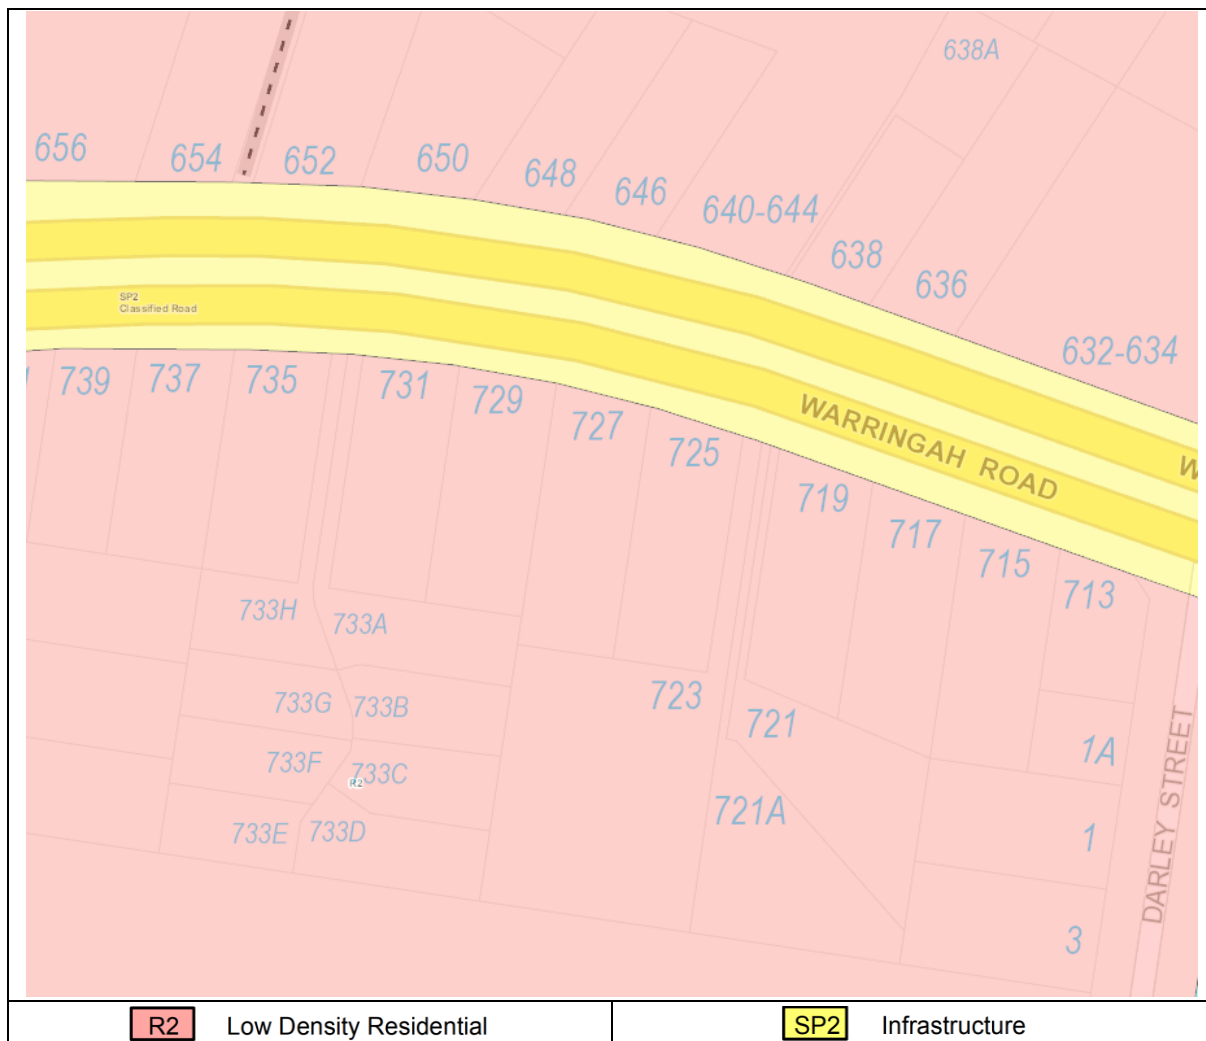 638A
656
654
652
650
648
646
640-644
638
636
632-634
SP2
Classified Road
739
737
735
731
729
727
725
719
717
715
713
WARRINGAH ROAD
733H
733A
733G
733B
733F
733C
R2
733E
733D
723
721
721A
1A
1
3
DARLEY STREET
R2 Low Density Residential
SP2 Infrastructure